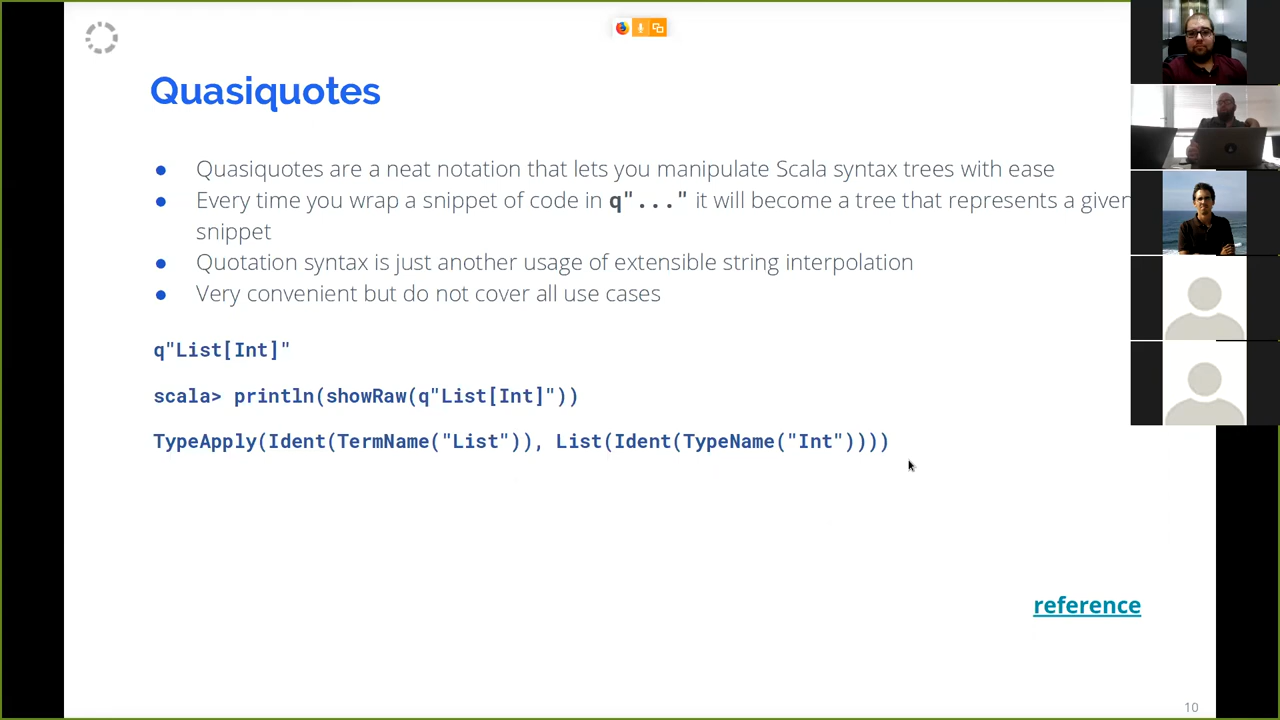 Quasiquotes
● Quasiquotes are a neat notation that lets you manipulate Scala syntax trees with ease
● Every time you wrap a snippet of code in q"..." it will become a tree that represents a given
snippet
● Quotation syntax is just another usage of extensible string interpolation
● Very convenient but do not cover all use cases
q"List[Int]"
scala> println(showRaw(q"List[Int]"))
TypeApply(Ident(TermName("List")), List(Ident(TypeName("Int"))))
reference
10